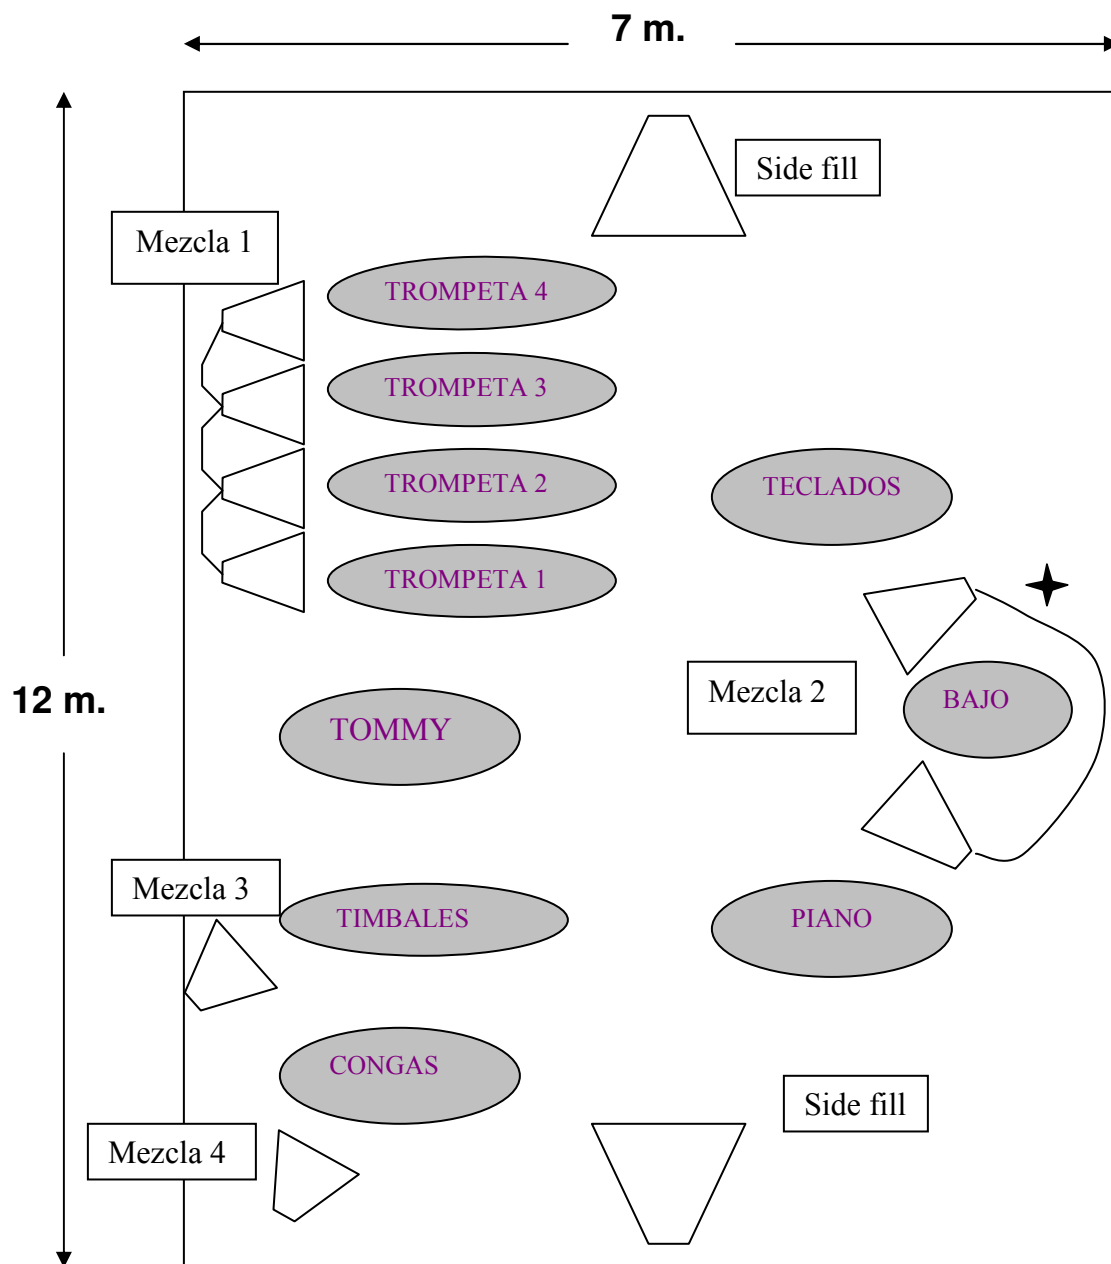 7 m.
Side fill
Mezcla 1
TROMPETA 4
TROMPETA 3
TROMPETA 2
TECLADOS
TROMPETA 1
12 m.
Mezcla 2
BAJO
TOMMY
Mezcla 3
TIMBALES
PIANO
CONGAS
Side fill
Mezcla 4